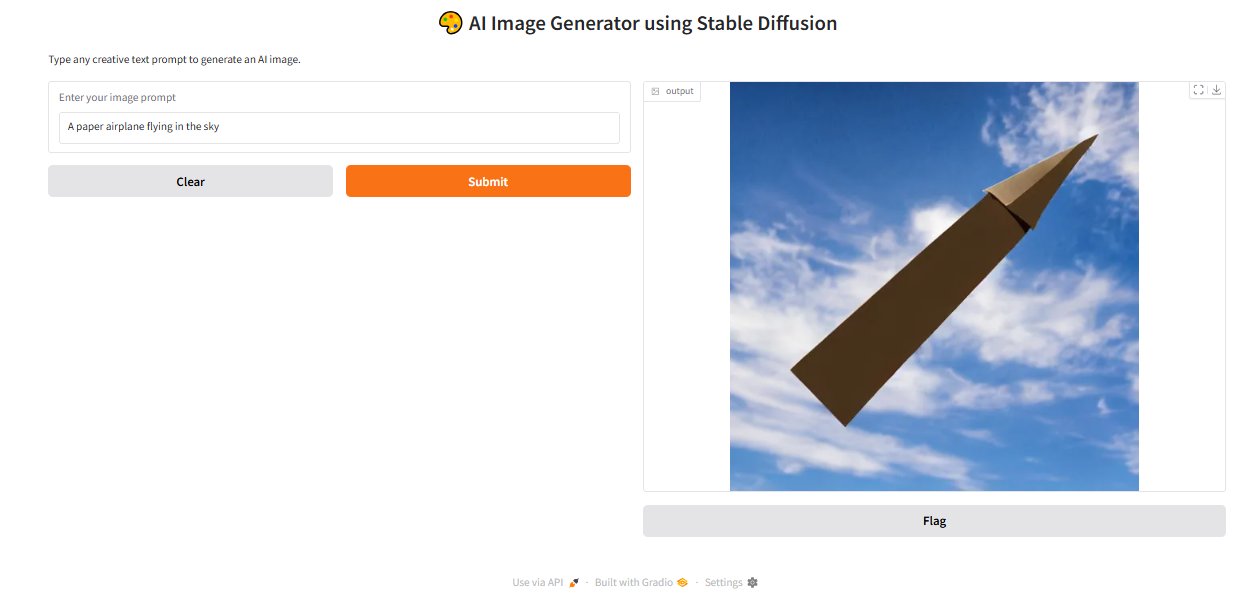 🎨 AI Image Generator using Stable Diffusion
Type any creative text prompt to generate an AI image.
Enter your image prompt
A paper airplane flying in the sky
Clear
Submit
output
Flag
Use via API 🚀 · Built with Gradio · Settings ⚙️